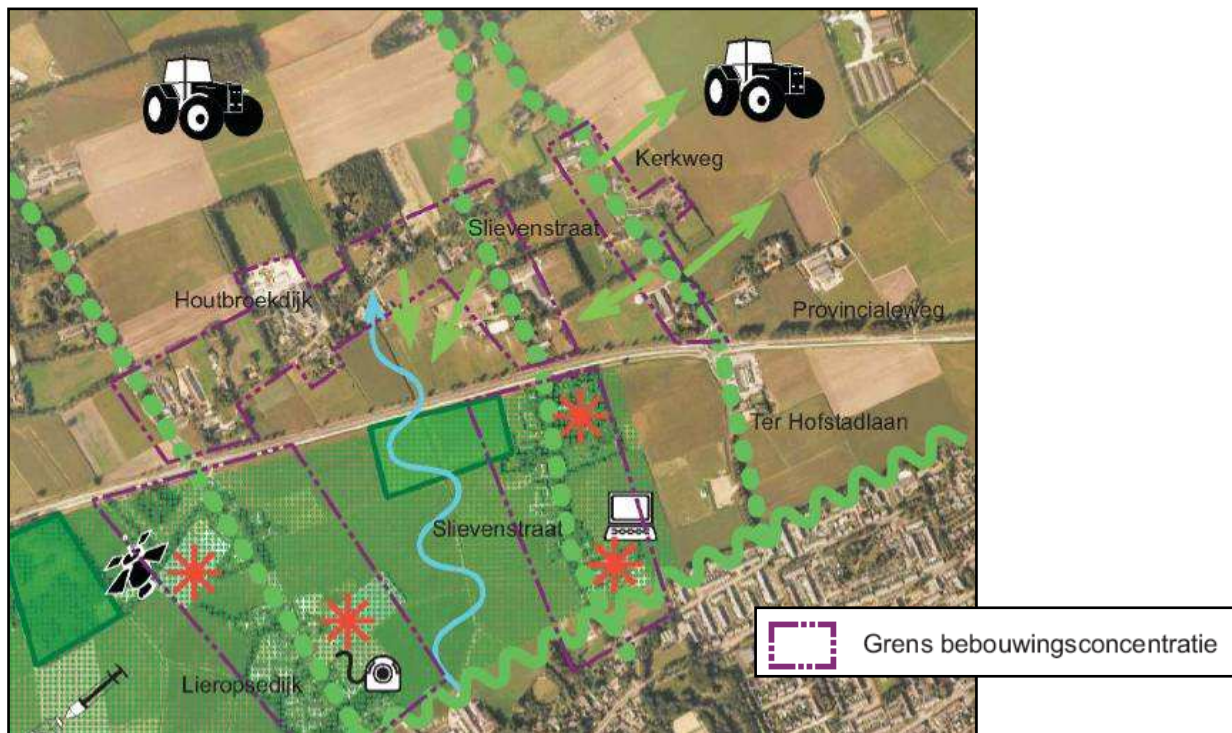 Kerkweg
Slievenstraat
Houtbroekdijk
Provincialeweg
Ter Hofstadlaan
Slievenstraat
Lieropsedijk
Grens bebouwingsconcentratie